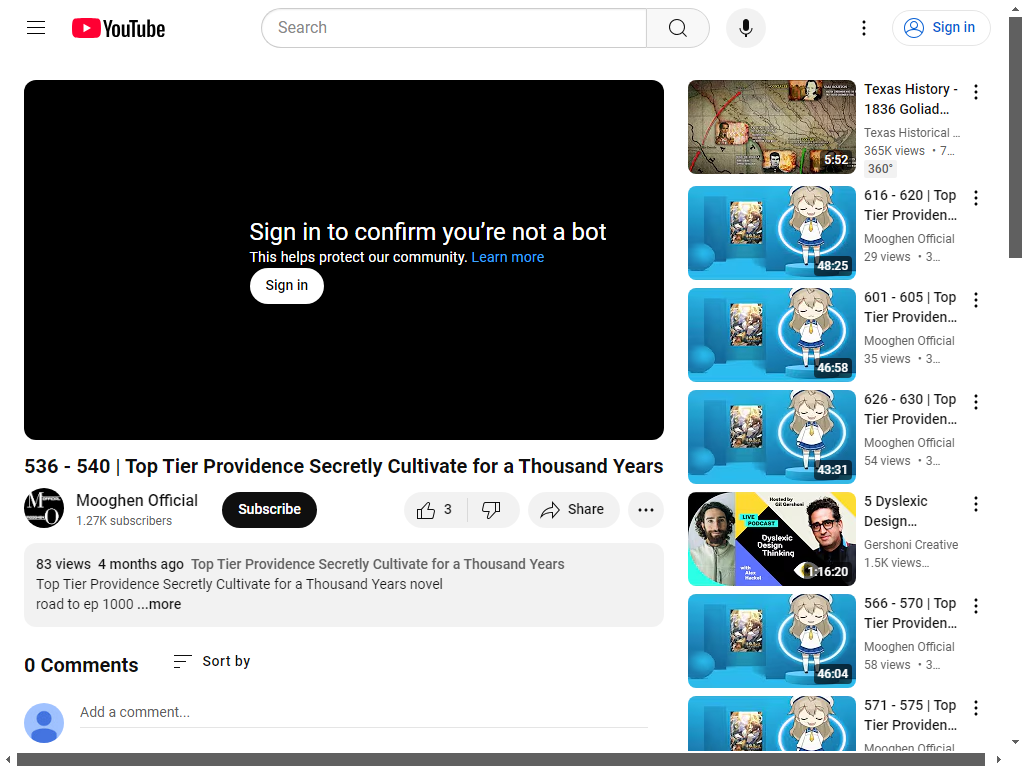 YouTube
Search
Sign in
Sign in to confirm you’re not a bot
This helps protect our community. Learn more
Sign in
536 - 540 | Top Tier Providence Secretly Cultivate for a Thousand Years
Mooghen Official
1.27K subscribers
Subscribe
3
Share
83 views 4 months ago Top Tier Providence Secretly Cultivate for a Thousand Years
Top Tier Providence Secretly Cultivate for a Thousand Years novel
road to ep 1000 ...more
0 Comments
Sort by
Add a comment...
5:52
Texas History -
1836 Goliad...
Texas Historical ...
365K views • 7...
360°
48:25
616 - 620 | Top
Tier Providen...
Mooghen Official
29 views • 3...
46:58
601 - 605 | Top
Tier Providen...
Mooghen Official
35 views • 3...
43:31
626 - 630 | Top
Tier Providen...
Mooghen Official
54 views • 3...
Hosted by
Gil Gershoni
LIVE
PODCAST
Dyslexic
Design
Thinking
with
Alex
Hackel
1:16:20
5 Dyslexic
Design...
Gershoni Creative
1.5K views...
46:04
566 - 570 | Top
Tier Providen...
Mooghen Official
58 views • 3...
571 - 575 | Top
Tier Providen...
Mooghen Official